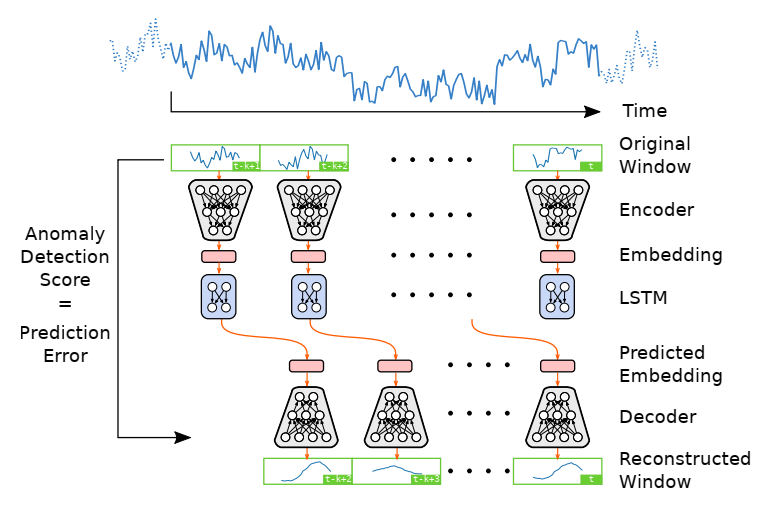 Time
Original
Window
t-k+1
t-k+2
t
Encoder
Embedding
LSTM
Anomaly
Detection
Score
=
Prediction
Error
Predicted
Embedding
Decoder
Reconstructed
Window
t-k+2
t-k+3
t